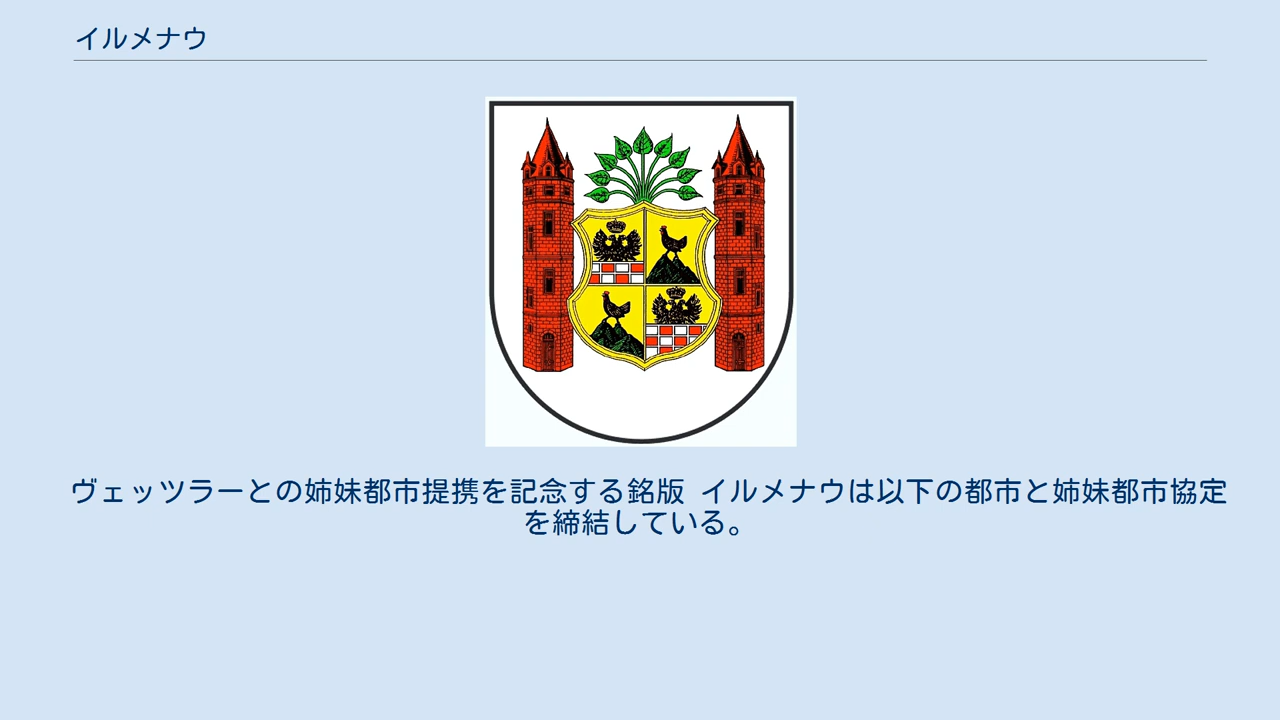 イルメナウ
ヴェッツラーとの姉妹都市提携を記念する銘版 イルメナウは以下の都市と姉妹都市協定
を締結している。